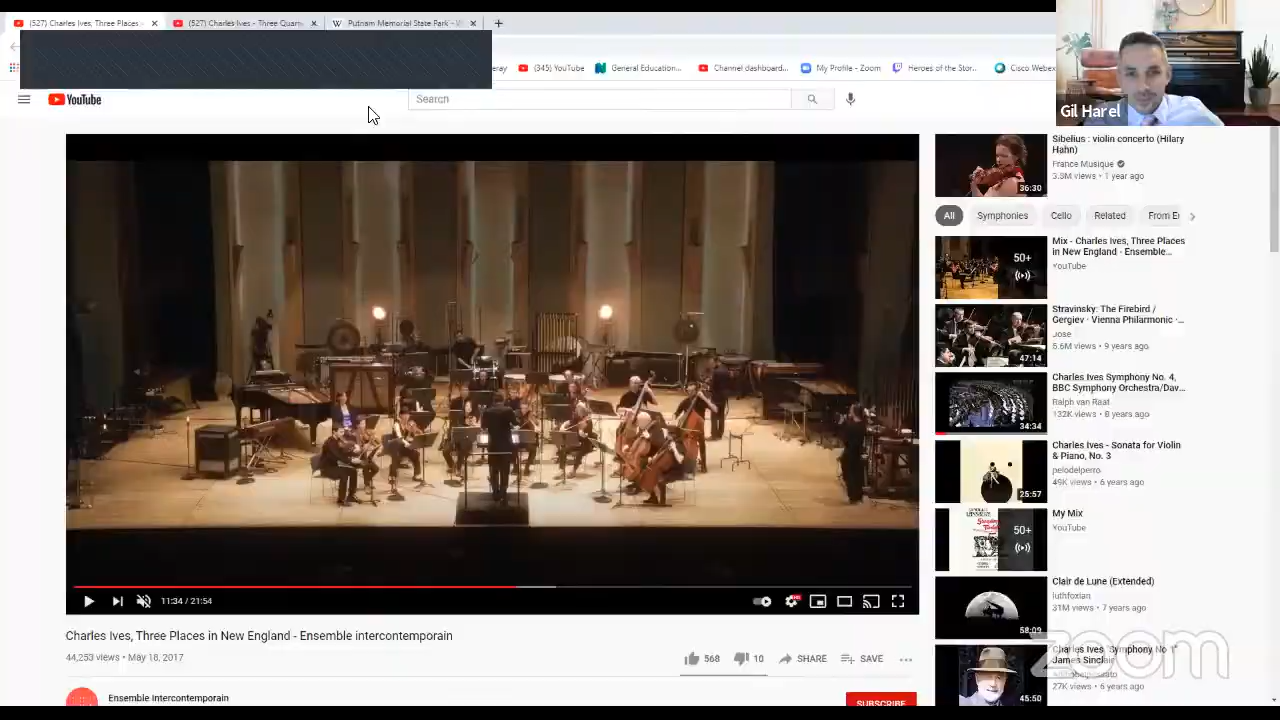 (527) Charles Ives, Three Places
(527) Charles Ives - Three Quart
Putnam Memorial State Park -
(345) YouTube
General Education...
Channel dashboard...
My Profile - Zoom
Heroes of the Stor...
Cisco Webex
Gil Harel
YouTube
Search
Sibelius : violin concerto (Hilary
Hahn)
France Musique
3.3M views • 1 year ago
36:30
All
Symphonies
Cello
Related
From
Mix - Charles Ives, Three Places
in New England - Ensemble...
YouTube
50+
Stravinsky: The Firebird /
Gergiev · Vienna Philarmonic ·...
Jose
5.6M views • 9 years ago
47:14
Charles Ives Symphony No. 4,
BBC Symphony Orchestra/Dav...
Ralph van Raat
132K views • 8 years ago
34:34
Charles Ives - Sonata for Violin
& Piano, No. 3
pelodelperro
49K views • 6 years ago
25:57
My Mix
YouTube
50+
Clair de Lune (Extended)
luthfoxian
31M views • 7 years ago
58:09
Charles Ives "Symphony No 1"
James Sinclair
27K views • 6 years ago
45:50
11:34 / 21:54
Charles Ives, Three Places in New England - Ensemble intercontemporain
44,253 views • May 18, 2017
568
10
SHARE
SAVE
Ensemble Intercontemporain
SUBSCRIBE
zoom